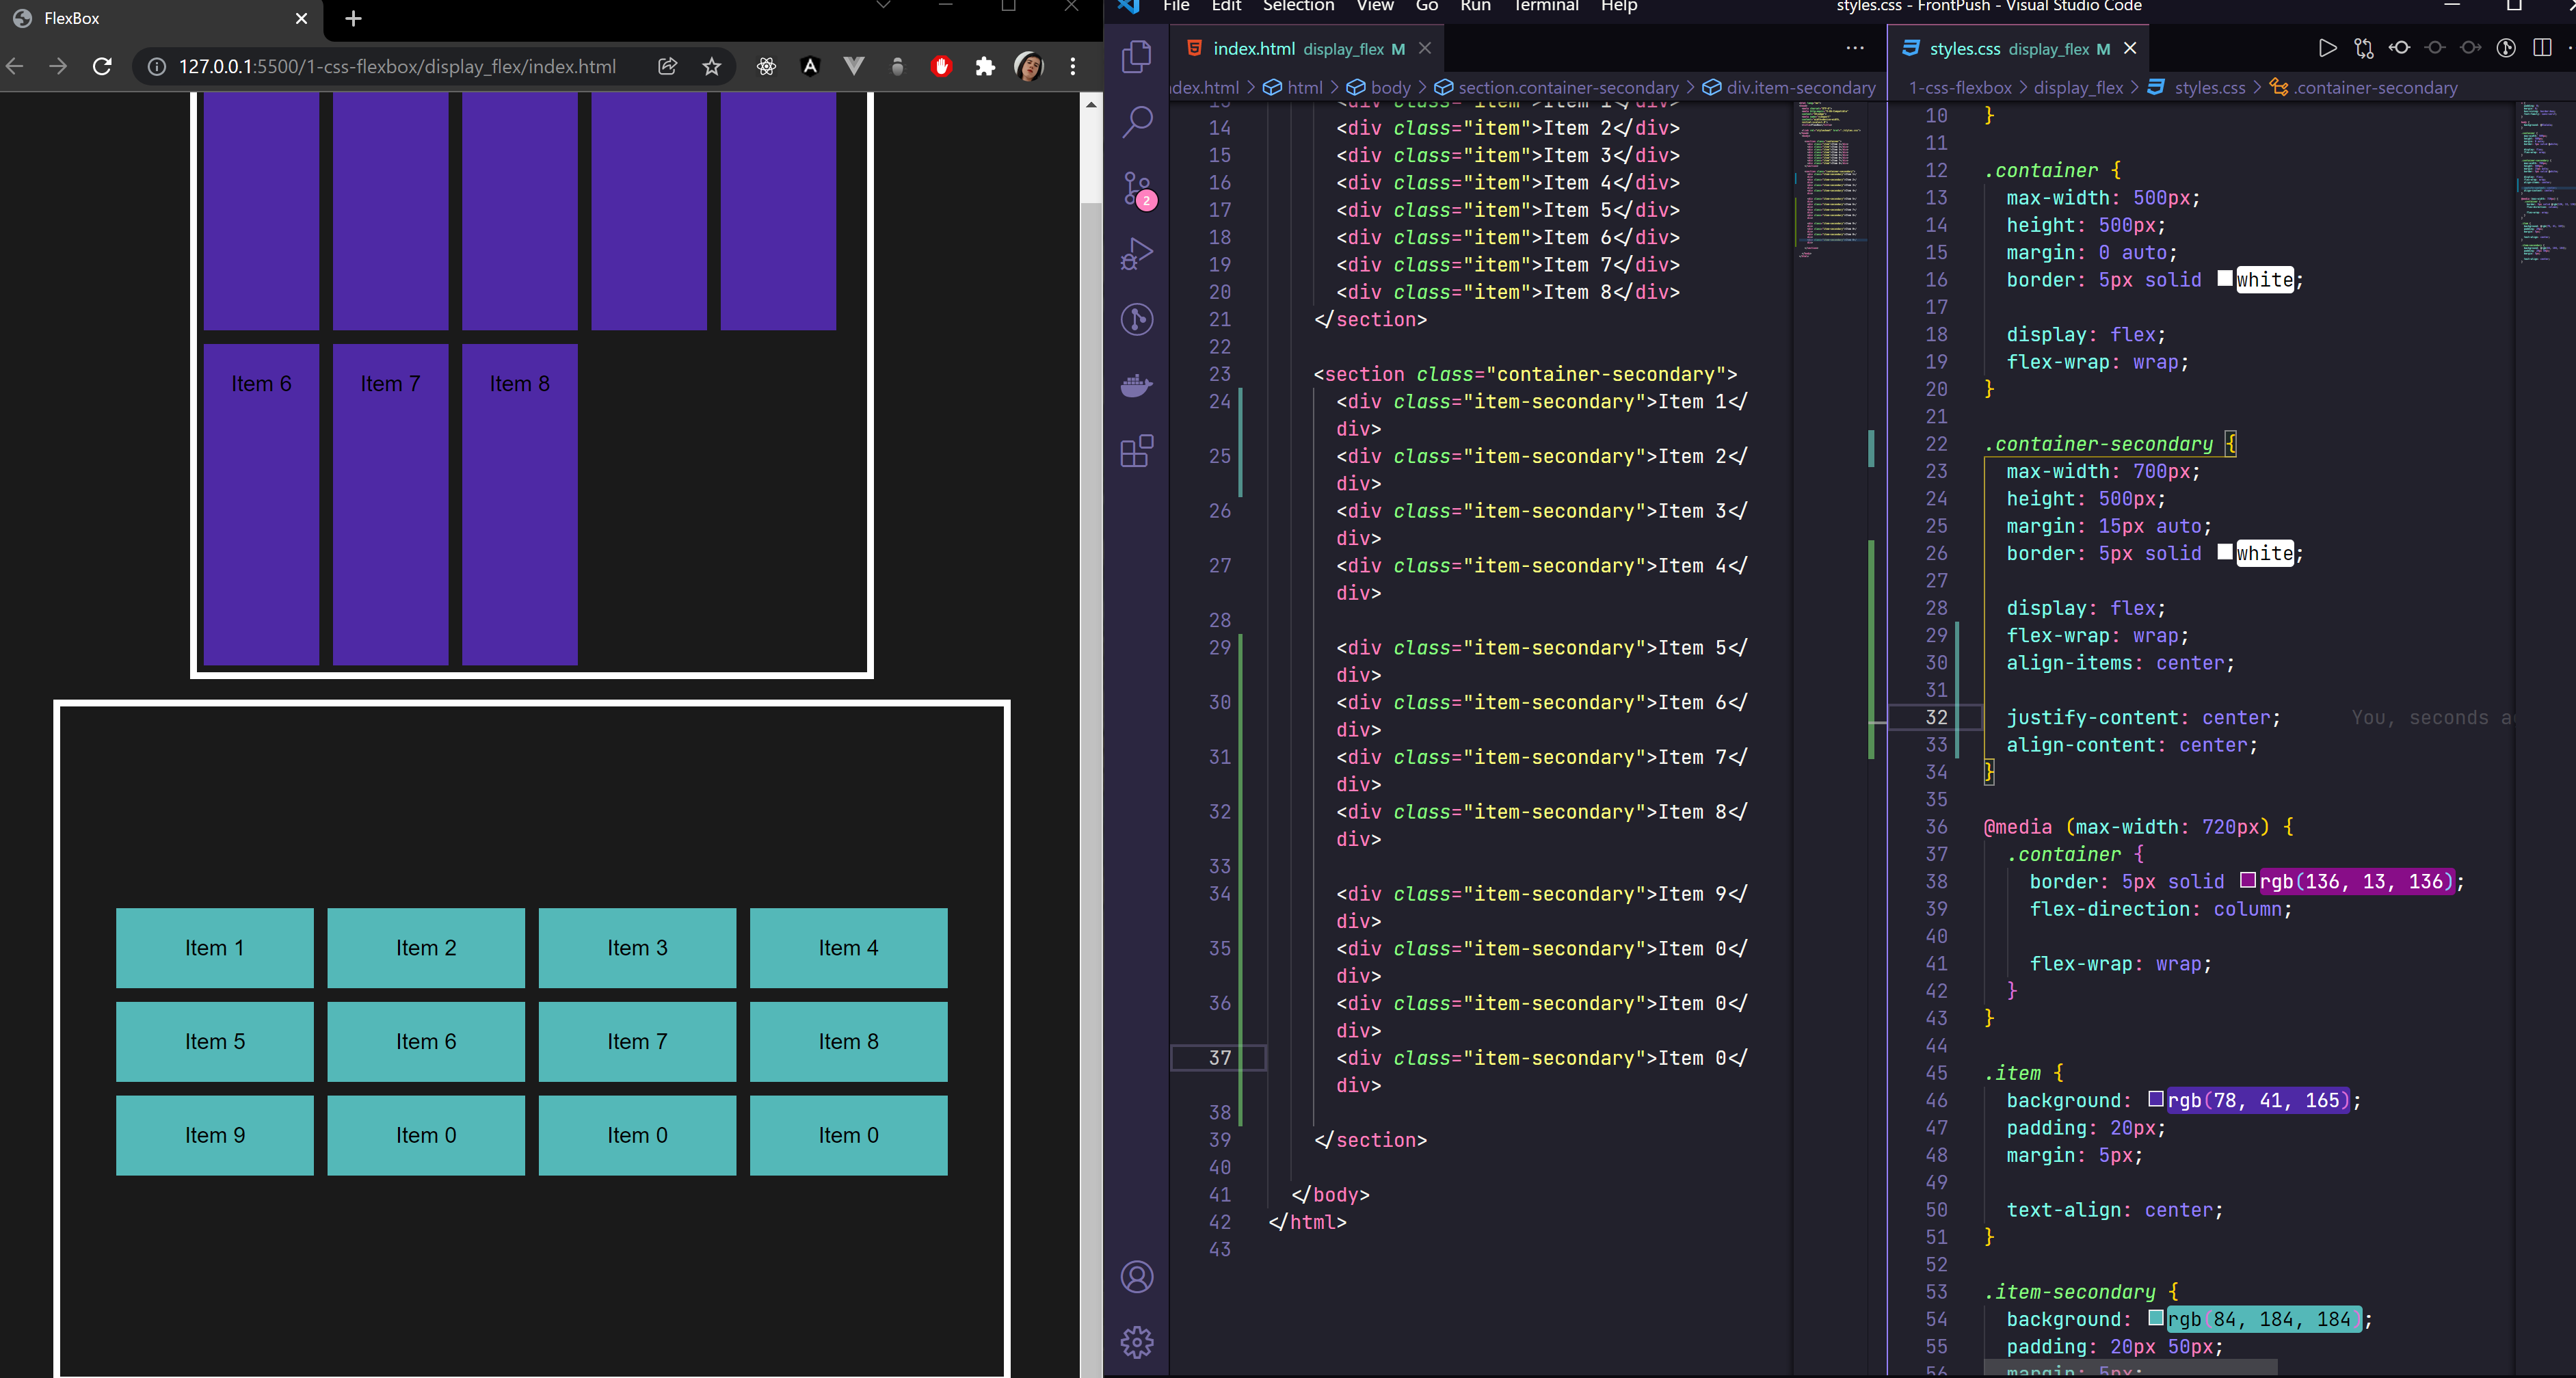 FlexBox
127.0.0.1:5500/1-css-flexbox/display_flex/index.html
Item 6 Item 7 Item 8
Item 1 Item 2 Item 3 Item 4
Item 5 Item 6 Item 7 Item 8
Item 9 Item 0 Item 0 Item 0
File Edit Selection View Go Run Terminal Help
styles.css - FrontPush - Visual Studio Code
2
index.html display_flex M
dex.html > html > body > section.container-secondary > div.item-secondary
13 <div class="item">Item 1</div>
14 <div class="item">Item 2</div>
15 <div class="item">Item 3</div>
16 <div class="item">Item 4</div>
17 <div class="item">Item 5</div>
18 <div class="item">Item 6</div>
19 <div class="item">Item 7</div>
20 <div class="item">Item 8</div>
21 </section>
22
23 <section class="container-secondary">
24 <div class="item-secondary">Item 1</
div>
25 <div class="item-secondary">Item 2</
div>
26 <div class="item-secondary">Item 3</
div>
27 <div class="item-secondary">Item 4</
div>
28
29 <div class="item-secondary">Item 5</
div>
30 <div class="item-secondary">Item 6</
div>
31 <div class="item-secondary">Item 7</
div>
32 <div class="item-secondary">Item 8</
div>
33
34 <div class="item-secondary">Item 9</
div>
35 <div class="item-secondary">Item 0</
div>
36 <div class="item-secondary">Item 0</
div>
37 <div class="item-secondary">Item 0</
div>
38
39 </section>
40
41 </body>
42 </html>
43
styles.css display_flex M
1-css-flexbox > display_flex > styles.css > .container-secondary
10 }
11
12 .container {
13 max-width: 500px;
14 height: 500px;
15 margin: 0 auto;
16 border: 5px solid white;
17
18 display: flex;
19 flex-wrap: wrap;
20 }
21
22 .container-secondary {
23 max-width: 700px;
24 height: 500px;
25 margin: 15px auto;
26 border: 5px solid white;
27
28 display: flex;
29 flex-wrap: wrap;
30 align-items: center;
31
32 justify-content: center; You, seconds a
33 align-content: center;
34 }
35
36 @media (max-width: 720px) {
37 .container {
38 border: 5px solid rgb(136, 13, 136);
39 flex-direction: column;
40
41 flex-wrap: wrap;
42 }
43 }
44
45 .item {
46 background: rgb(78, 41, 165);
47 padding: 20px;
48 margin: 5px;
49
50 text-align: center;
51 }
52
53 .item-secondary {
54 background: rgb(84, 184, 184);
55 padding: 20px 50px;
56 margin: 5px;